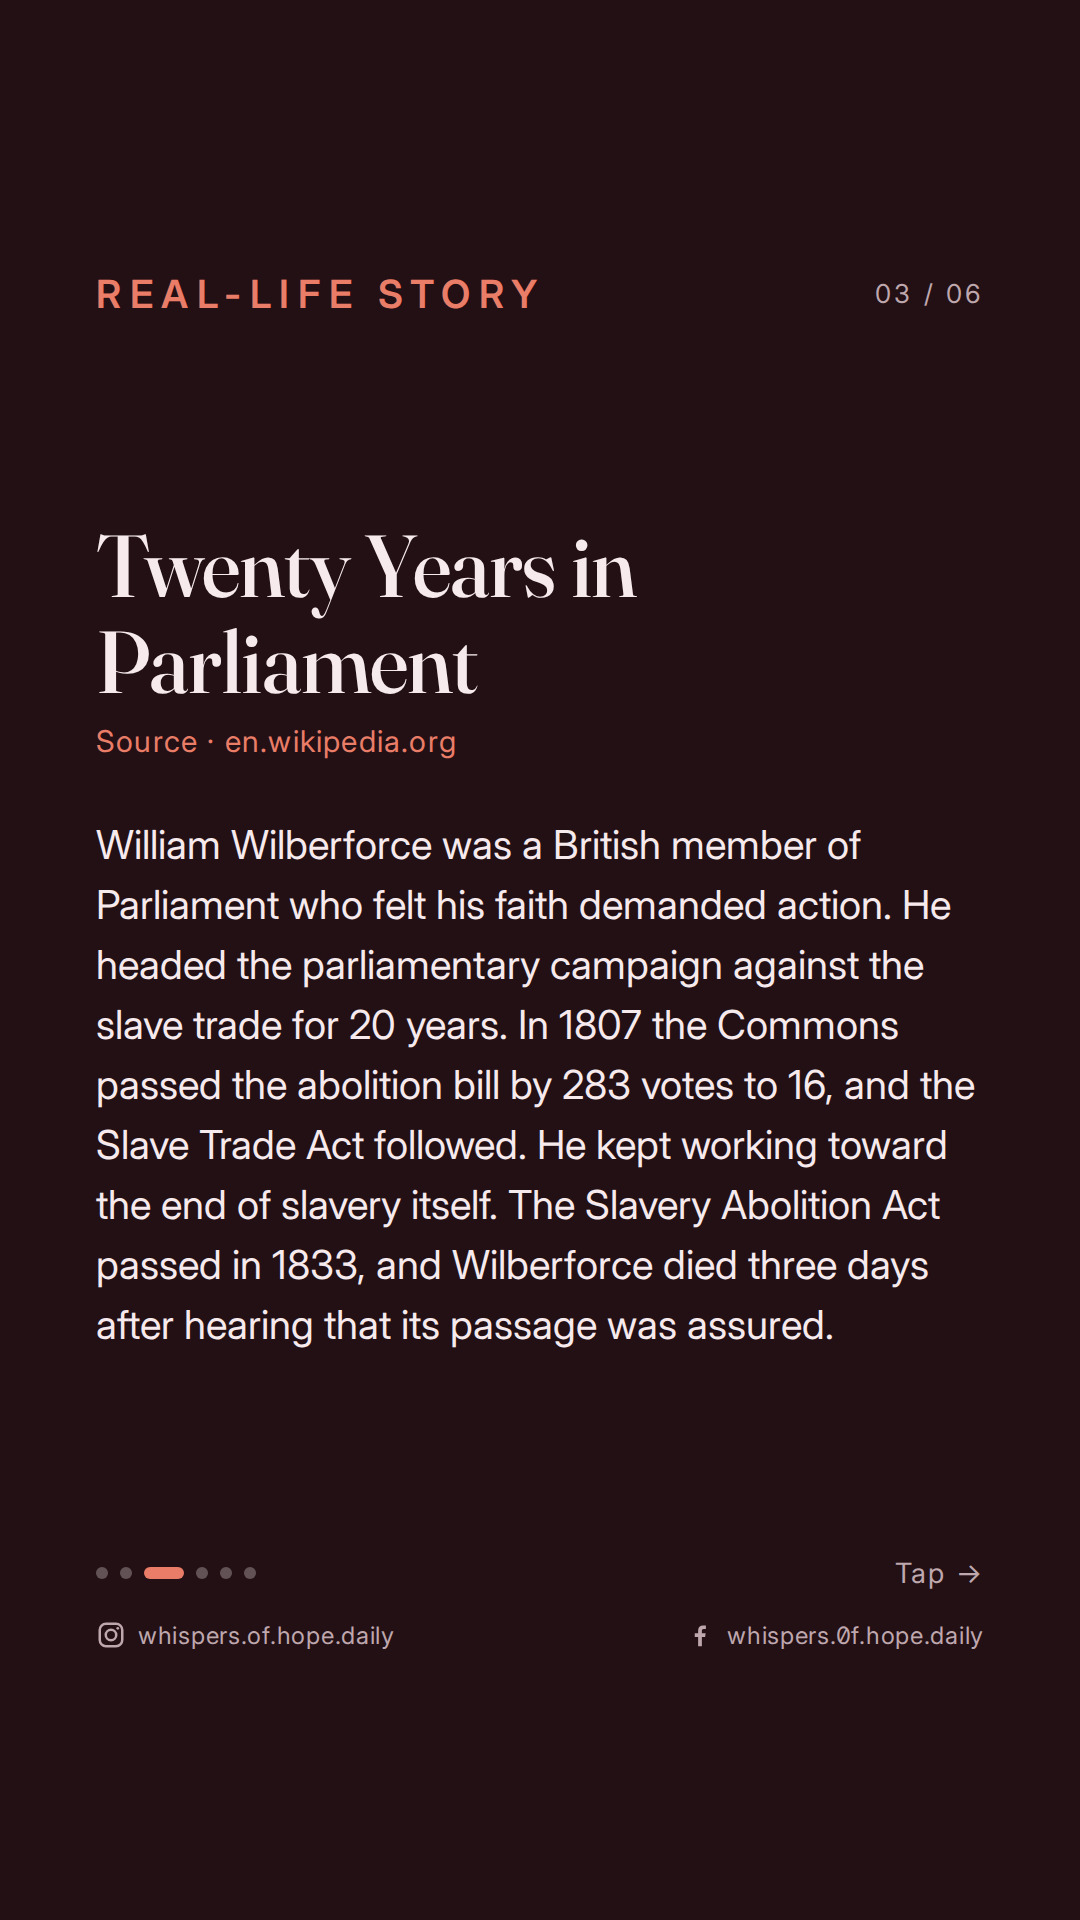 REAL-LIFE STORY
03 / 06
Twenty Years in
Parliament
Source · en.wikipedia.org
William Wilberforce was a British member of
Parliament who felt his faith demanded action. He
headed the parliamentary campaign against the
slave trade for 20 years. In 1807 the Commons
passed the abolition bill by 283 votes to 16, and the
Slave Trade Act followed. He kept working toward
the end of slavery itself. The Slavery Abolition Act
passed in 1833, and Wilberforce died three days
after hearing that its passage was assured.
Tap →
whispers.of.hope.daily
whispers.0f.hope.daily